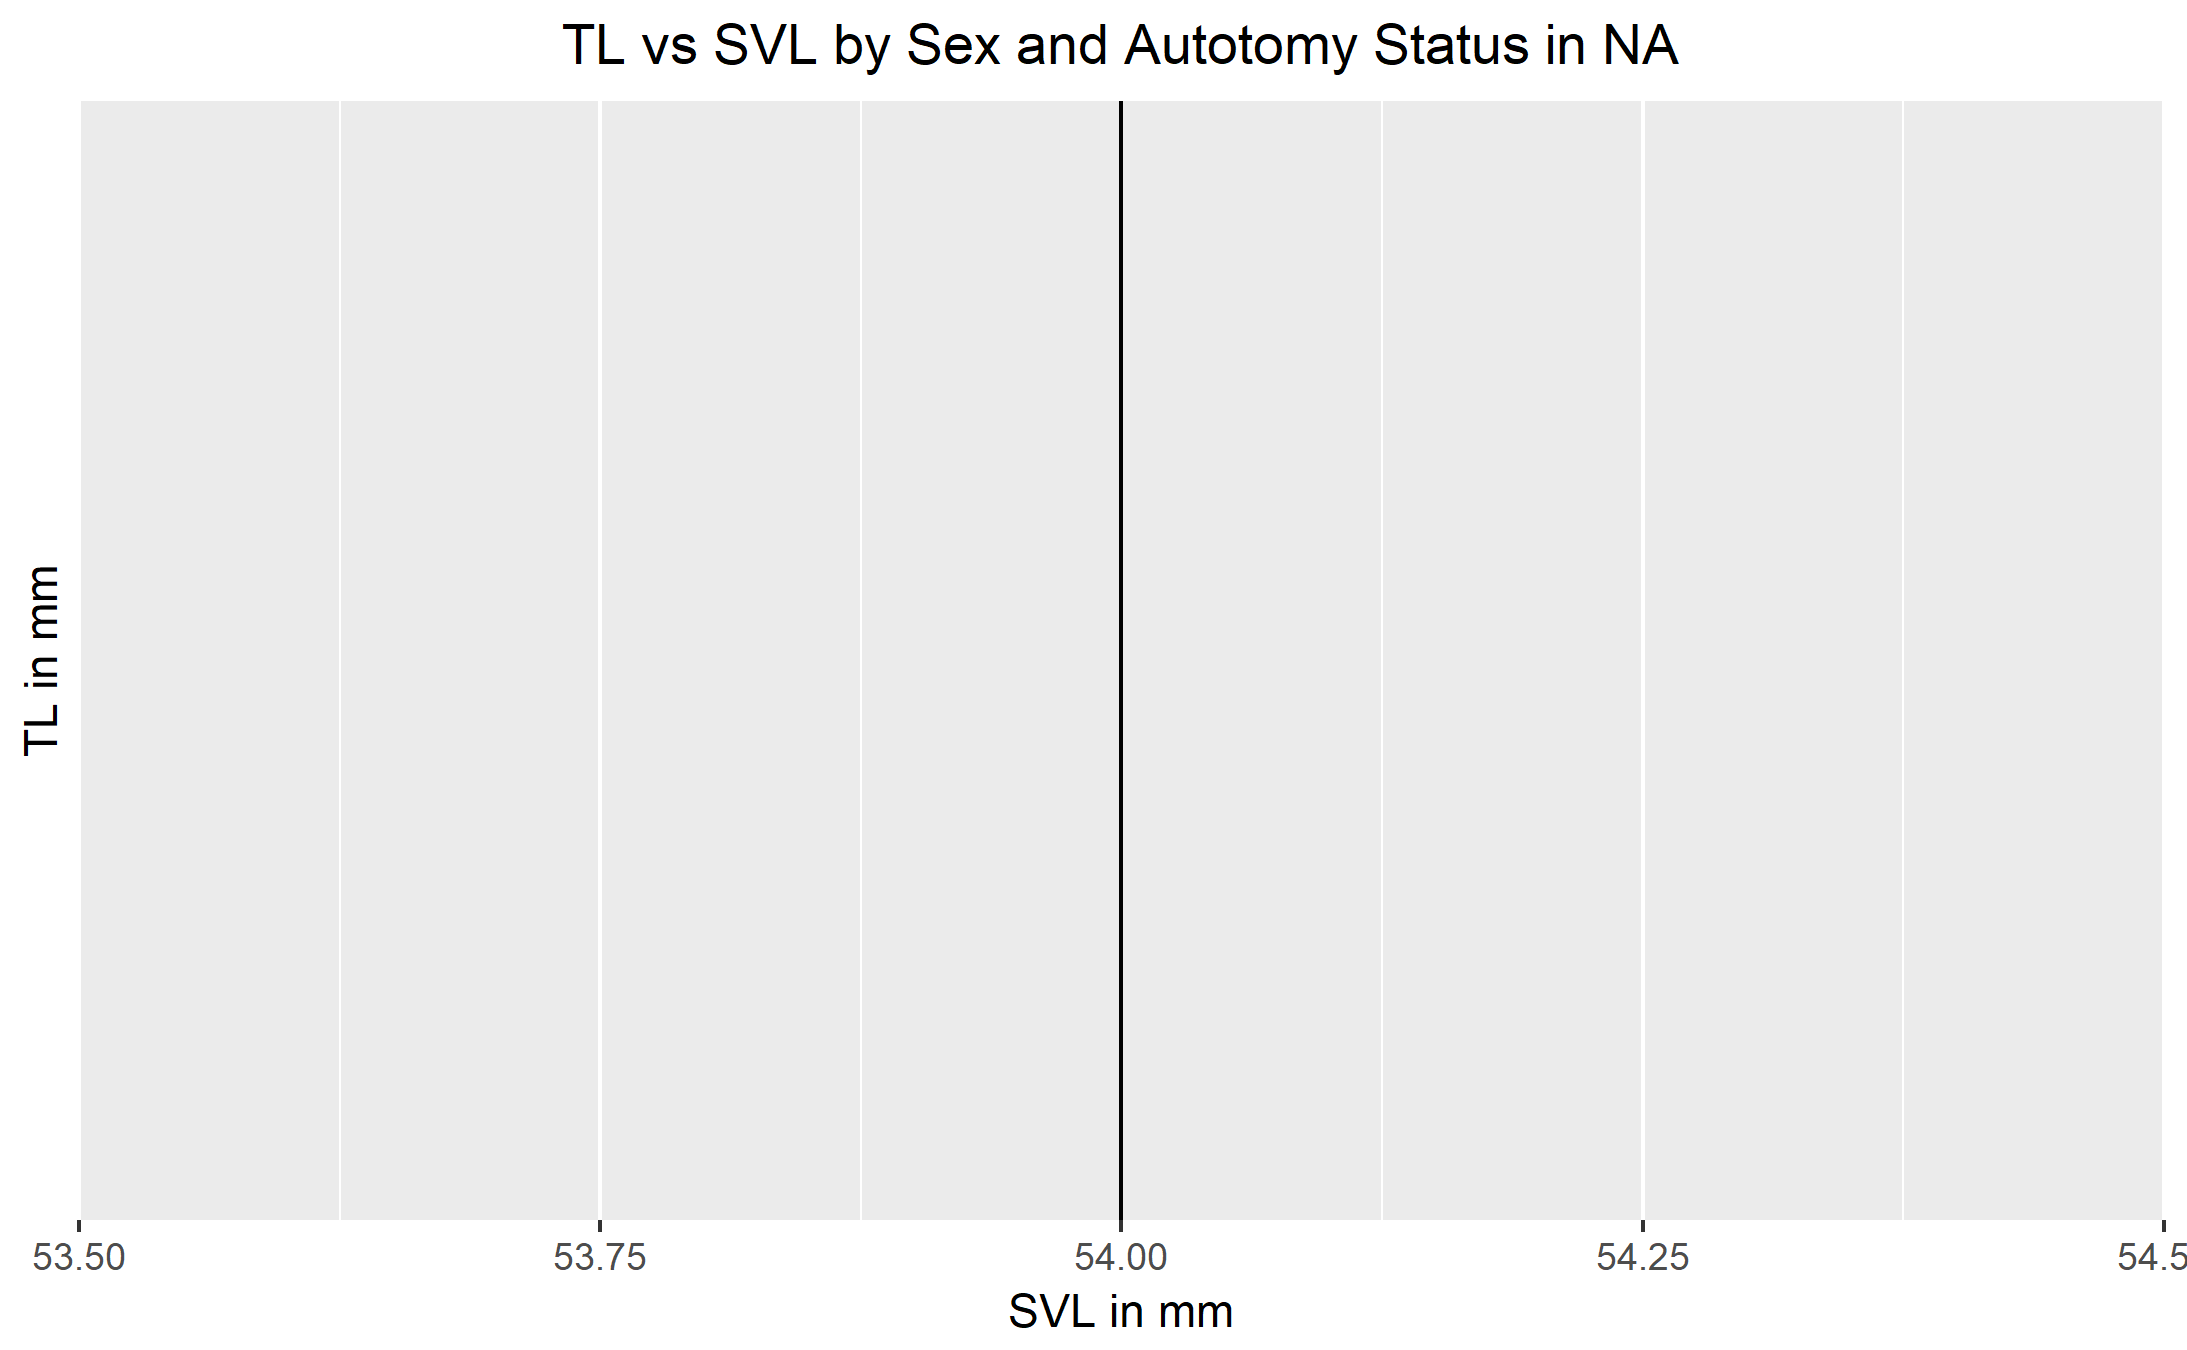 TL vs SVL by Sex and Autotomy Status in NA
TL in mm
53.50 53.75 54.00 54.25 54.5
SVL in mm